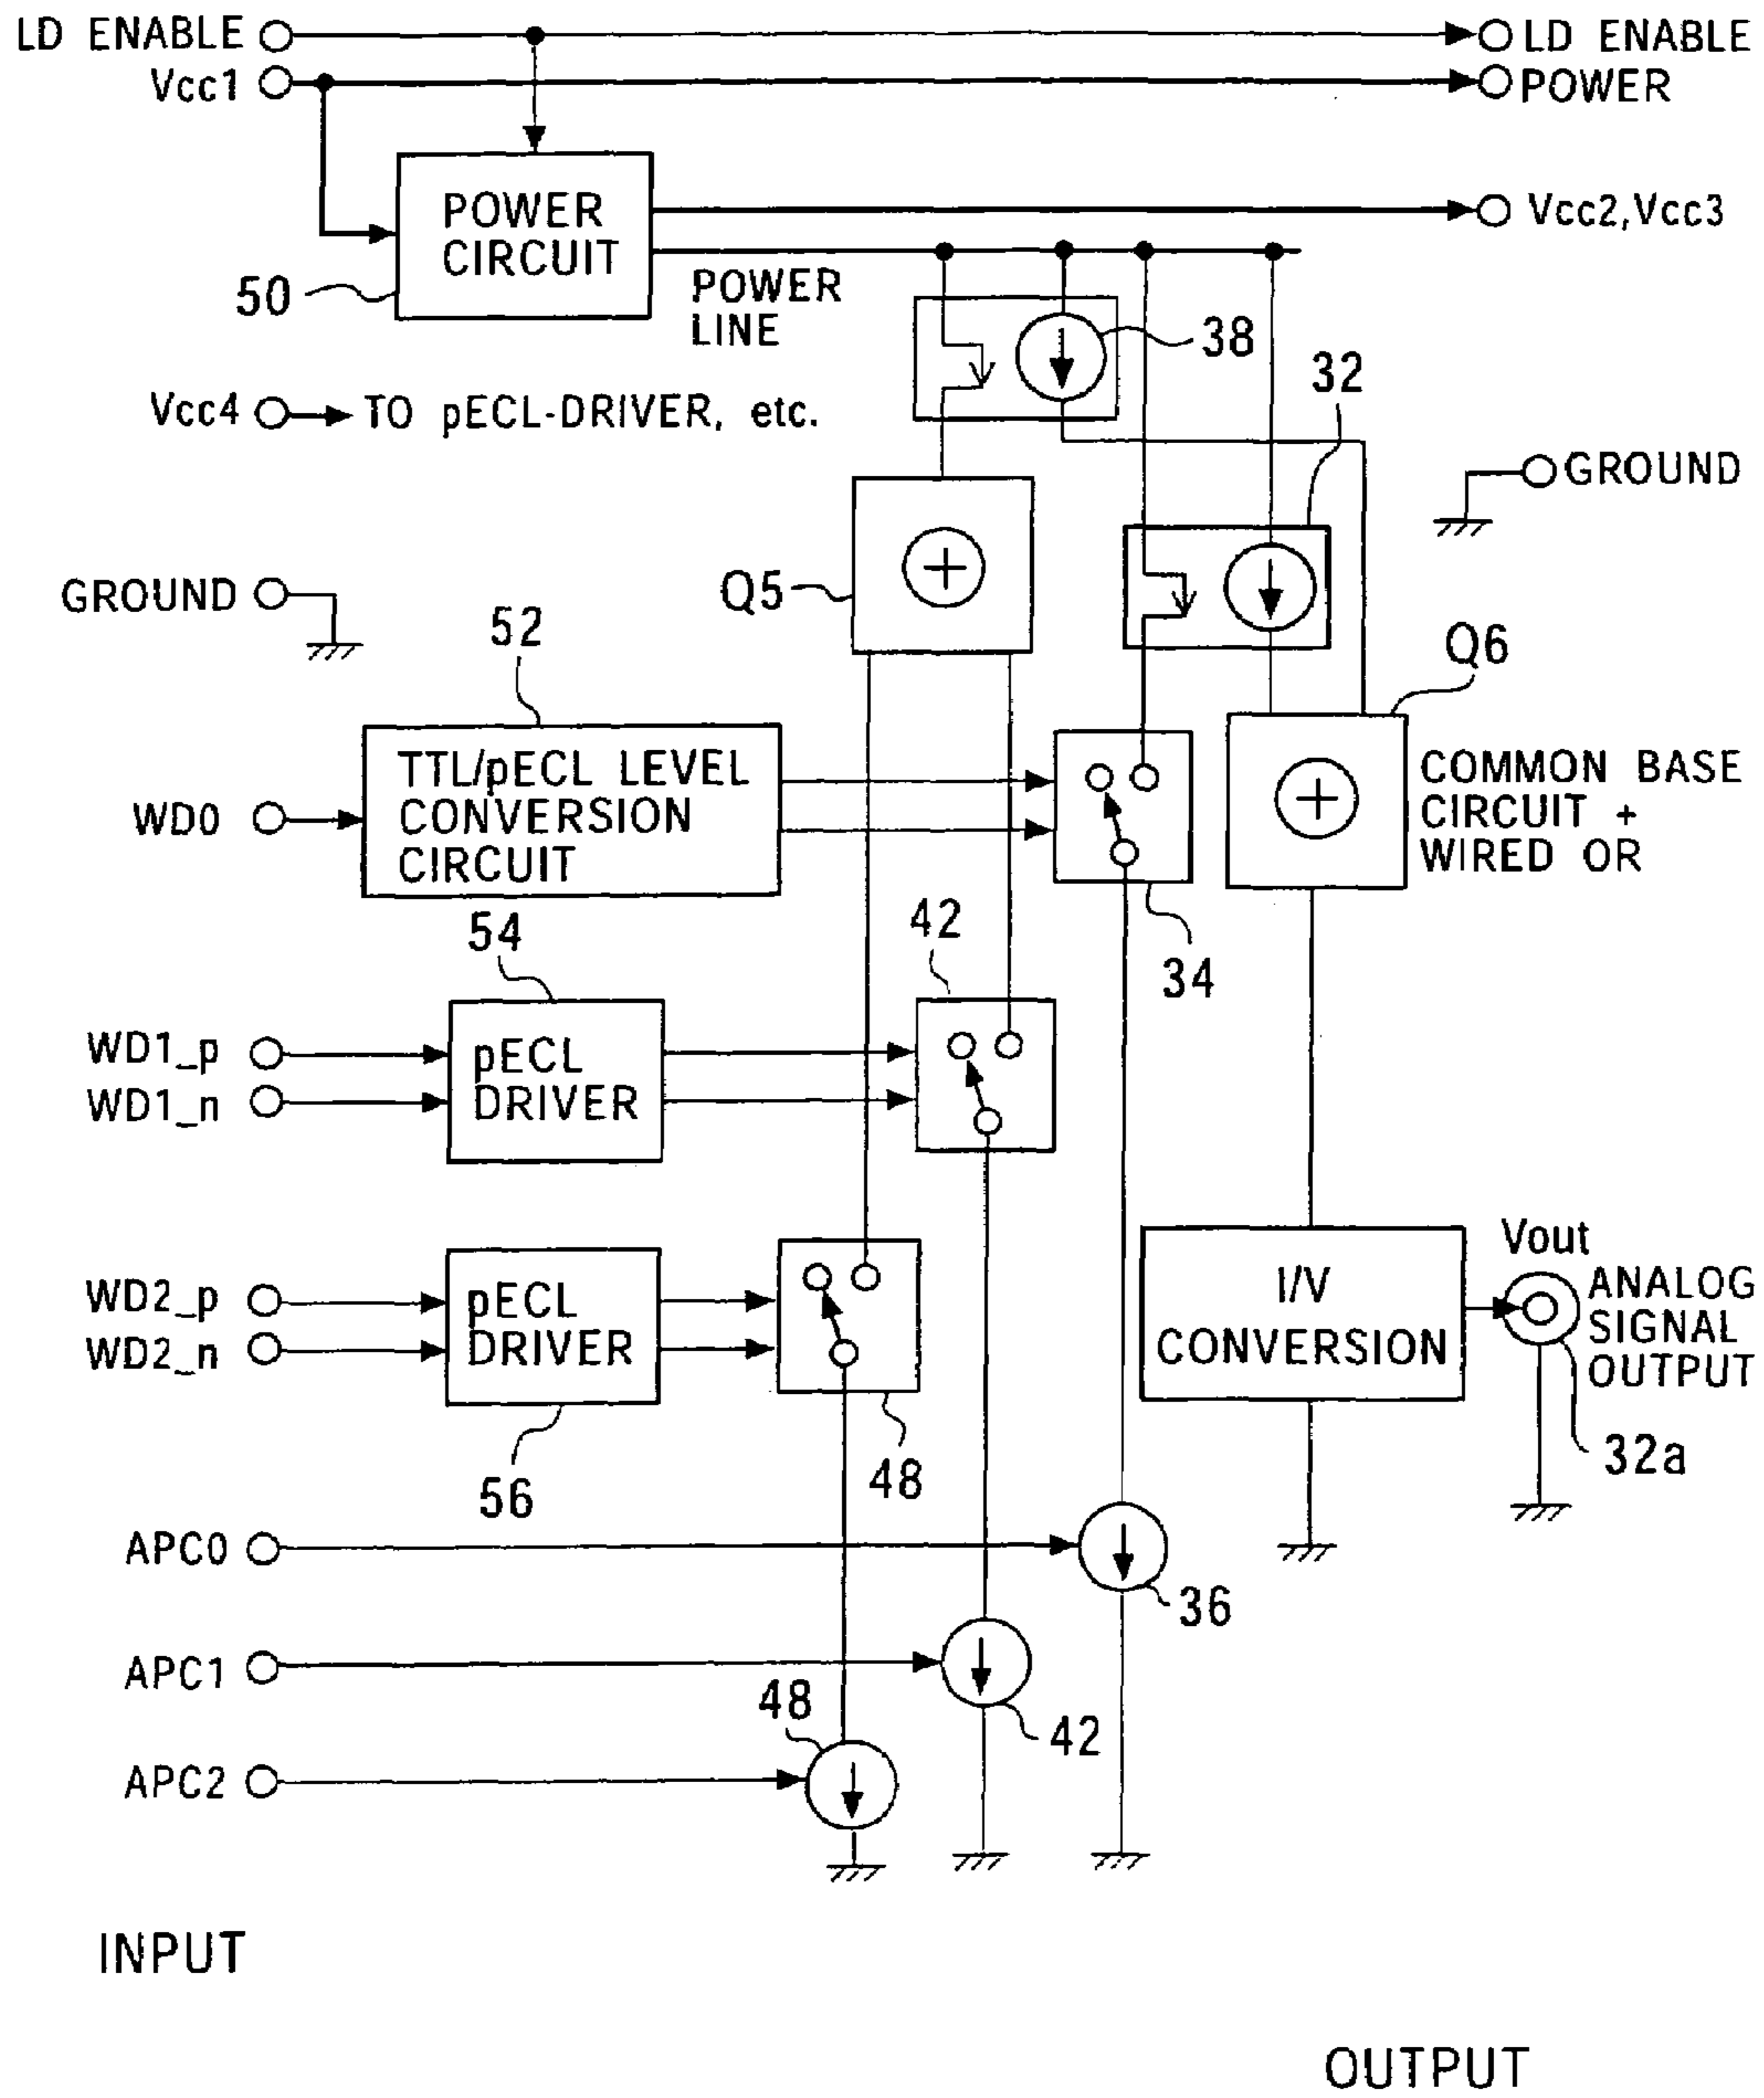 LD ENABLE
LD ENABLE
Vcc1
POWER
POWER
CIRCUIT
Vcc2,Vcc3
50
POWER
LINE
38
32
Vcc4
TO pECL-DRIVER, etc.
GROUND
GROUND
Q5
52
Q6
TTL/pECL LEVEL
CONVERSION
CIRCUIT
WD0
COMMON BASE
CIRCUIT +
WIRED OR
54
42
34
WD1_p
WD1_n
pECL
DRIVER
WD2_p
WD2_n
pECL
DRIVER
I/V
CONVERSION
Vout
ANALOG
SIGNAL
OUTPUT
32a
56
48
APC0
36
APC1
42
48
APC2
INPUT
OUTPUT